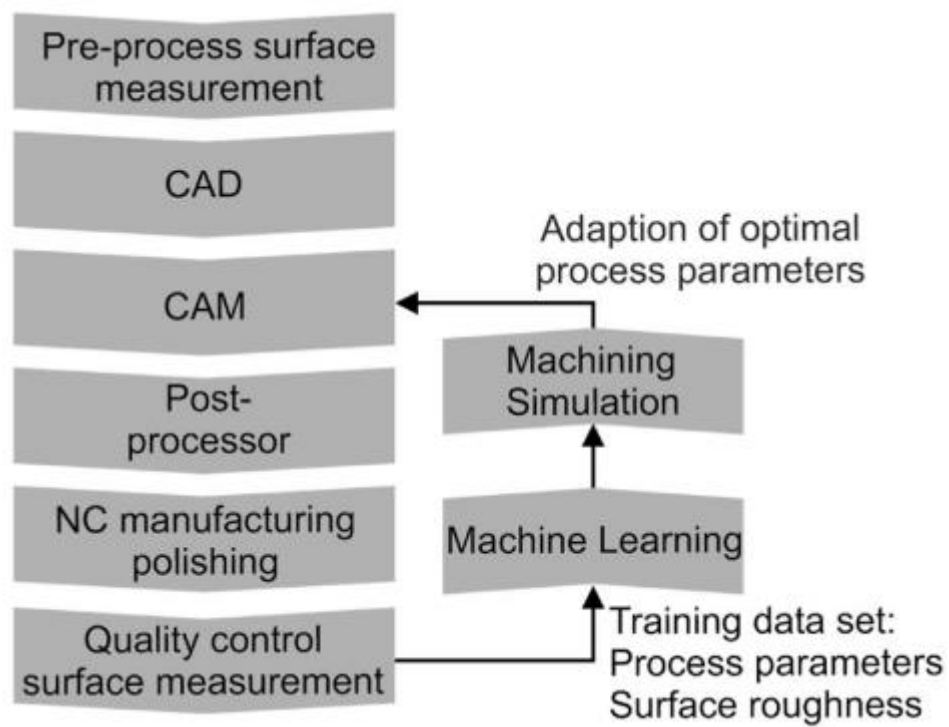 Pre-process surface
measurement
CAD
CAM
Post-
processor
NC manufacturing
polishing
Quality control
surface measurement
Adaption of optimal
process parameters
Machining
Simulation
Machine Learning
Training data set:
Process parameters
Surface roughness